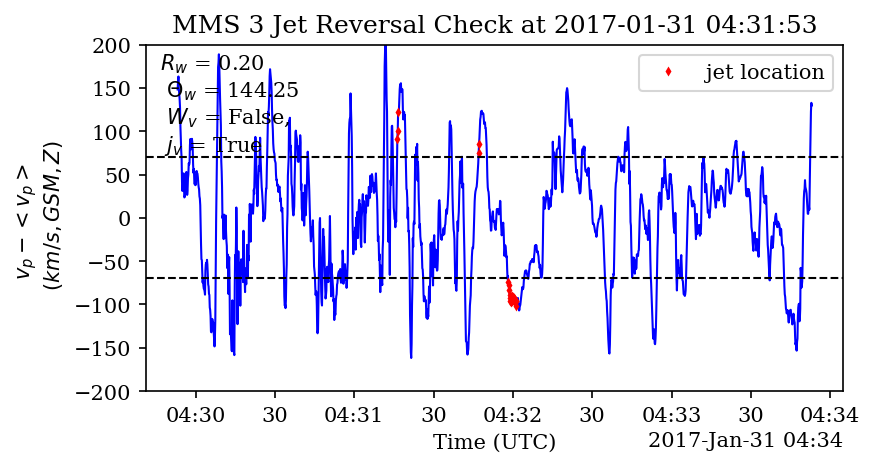 MMS 3 Jet Reversal Check at 2017-01-31 04:31:53
R_w = 0.20
Θ_w = 144.25
W_v = False,
j_v = True
jet location
200
150
100
50
0
−50
−100
−150
−200
v_p − < v_p >
(km/s, GSM, Z)
04:30 30 04:31 30 04:32 30 04:33 30 04:34
Time (UTC)
2017-Jan-31 04:34